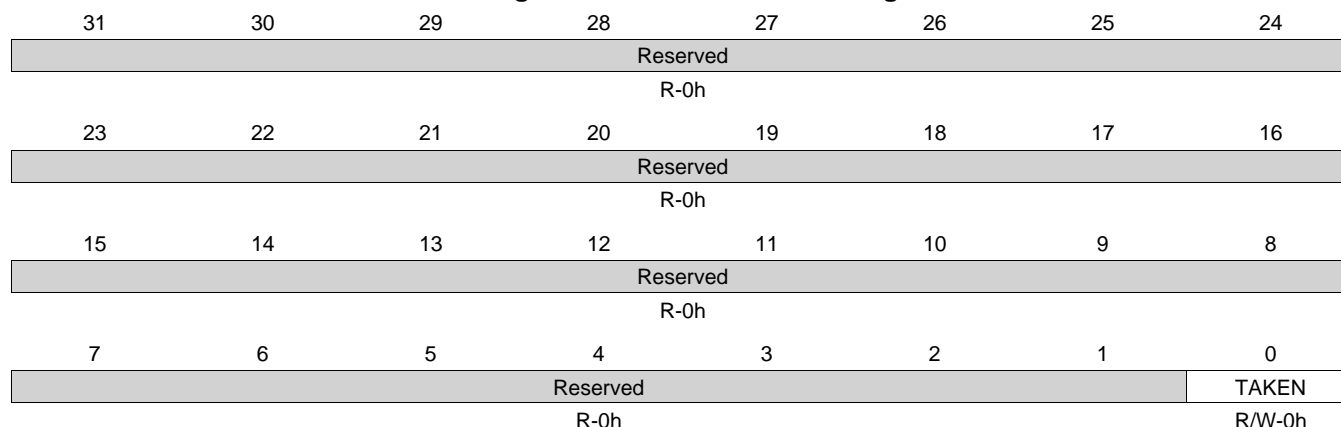 31 30 29 28 27 26 25 24
Reserved
R-0h
23 22 21 20 19 18 17 16
Reserved
R-0h
15 14 13 12 11 10 9 8
Reserved
R-0h
7 6 5 4 3 2 1 0
Reserved TAKEN
R-0h R/W-0h